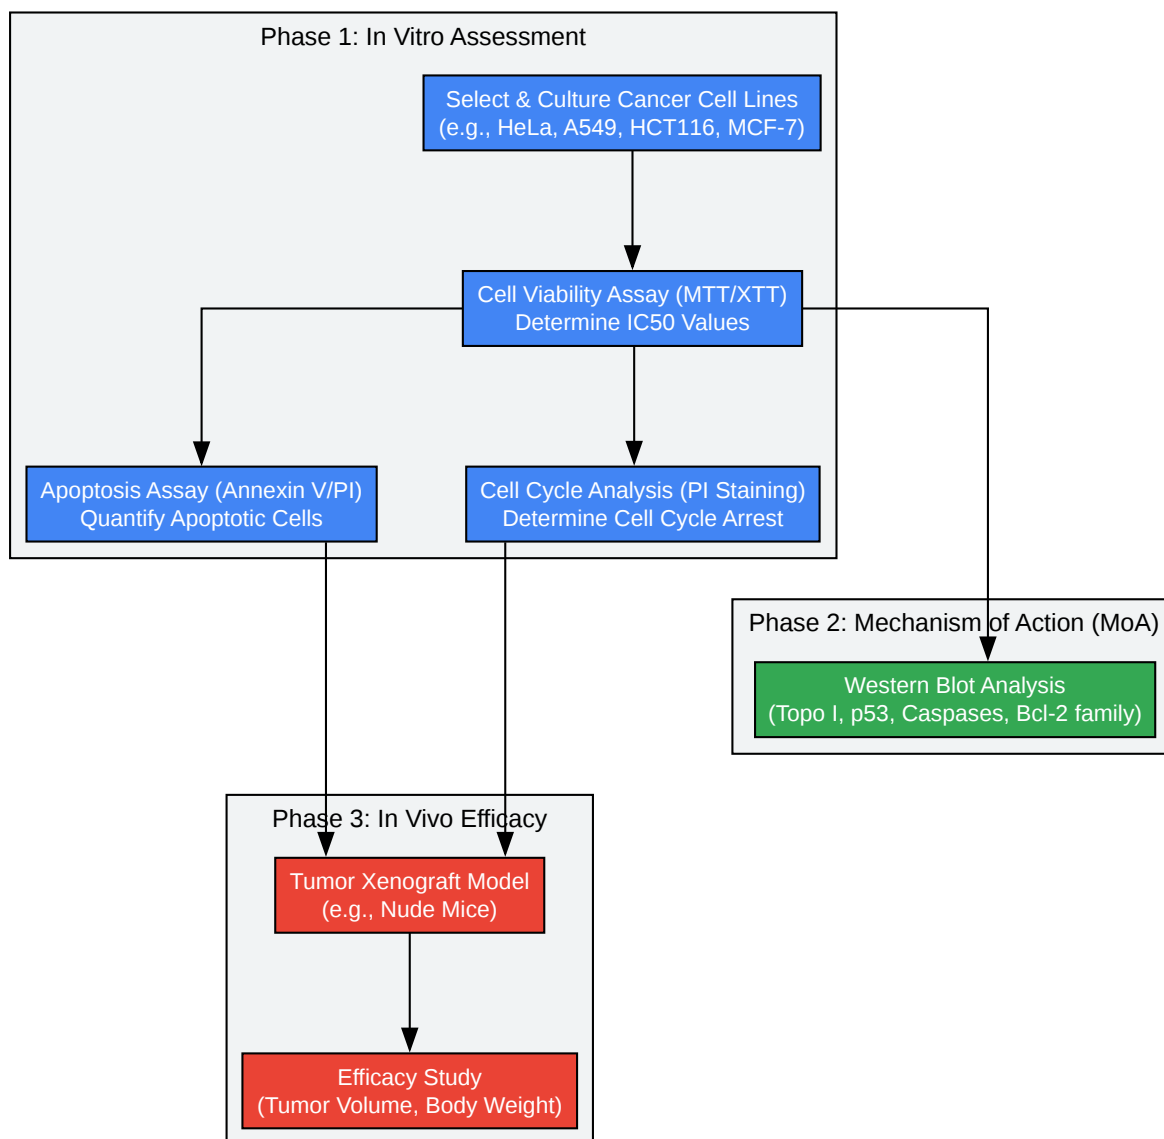 Phase 1: In Vitro Assessment
Select & Culture Cancer Cell Lines
(e.g., HeLa, A549, HCT116, MCF-7)
Cell Viability Assay (MTT/XTT)
Determine IC50 Values
Apoptosis Assay (Annexin V/PI)
Quantify Apoptotic Cells
Cell Cycle Analysis (PI Staining)
Determine Cell Cycle Arrest
Phase 2: Mechanism of Action (MoA)
Western Blot Analysis
(Topo I, p53, Caspases, Bcl-2 family)
Phase 3: In Vivo Efficacy
Tumor Xenograft Model
(e.g., Nude Mice)
Efficacy Study
(Tumor Volume, Body Weight)